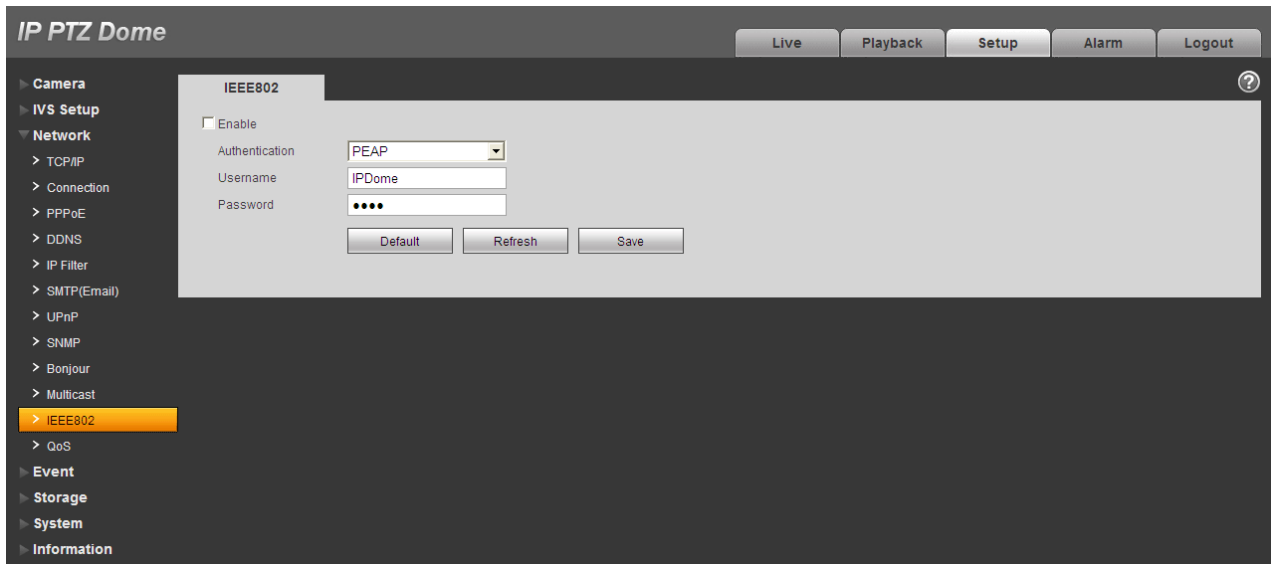 IP PTZ Dome
Live Playback Setup Alarm Logout
Camera
IVS Setup
Network
> TCP/IP
> Connection
> PPPoE
> DDNS
> IP Filter
> SMTP(Email)
> UPnP
> SNMP
> Bonjour
> Multicast
> IEEE802
> QoS
Event
Storage
System
Information
IEEE802
?
Enable
Authentication PEAP
Username IPDome
Password ••••
Default Refresh Save